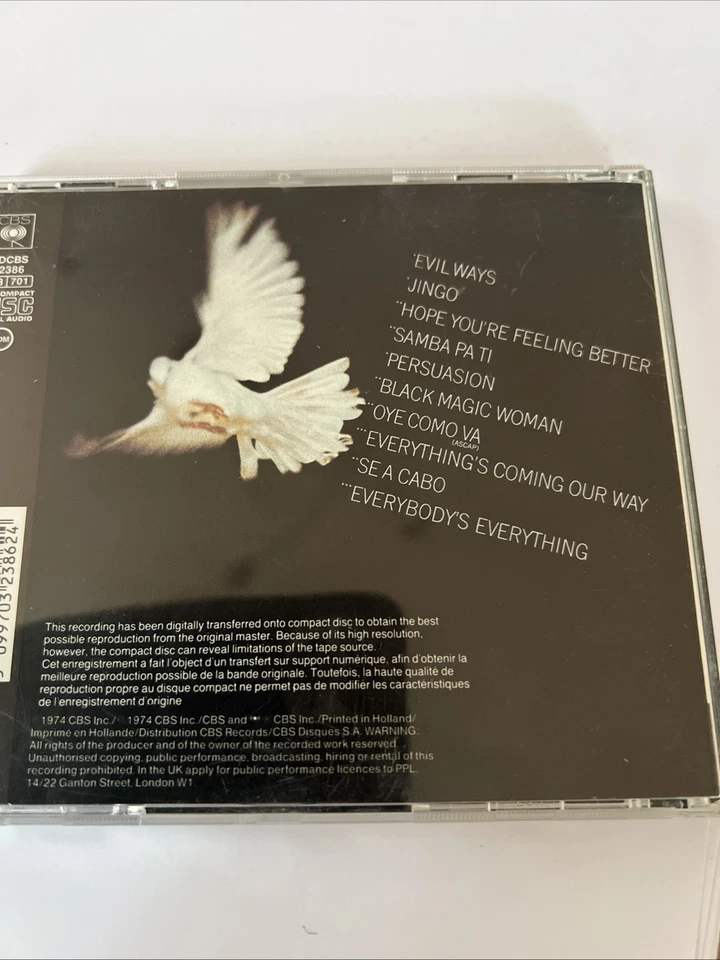 CBS
DCBS
2386
701
COMPACT
DISC
L AUDIO
˙EVIL WAYS
˙JINGO
¨HOPE YOU'RE FEELING BETTER
¨SAMBA PA TI
˙PERSUASION
¨BLACK MAGIC WOMAN
¨OYE COMO VA
(ASCAP)
···EVERYTHING'S COMING OUR WAY
¨SE A CABO
···EVERYBODY'S EVERYTHING
099703 238624
This recording has been digitally transferred onto compact disc to obtain the best
possible reproduction from the original master. Because of its high resolution,
however, the compact disc can reveal limitations of the tape source.
Cet enregistrement a fait l'objet d'un transfert sur support numérique, afin d'obtenir la
meilleure reproduction possible de la bande originale. Toutefois, la haute qualité de
reproduction propre au disque compact ne permet pas de modifier les caractéristiques
de l'enregistrement d'origine
1974 CBS Inc./ 1974 CBS Inc./CBS and CBS Inc./Printed in Holland/
Imprimé en Hollande/Distribution CBS Records/CBS Disques S.A. WARNING.
All rights of the producer and of the owner of the recorded work reserved.
Unauthorised copying, public performance, broadcasting, hiring or rental of this
recording prohibited. In the UK apply for public performance licences to PPL.
14/22 Ganton Street, London W1.